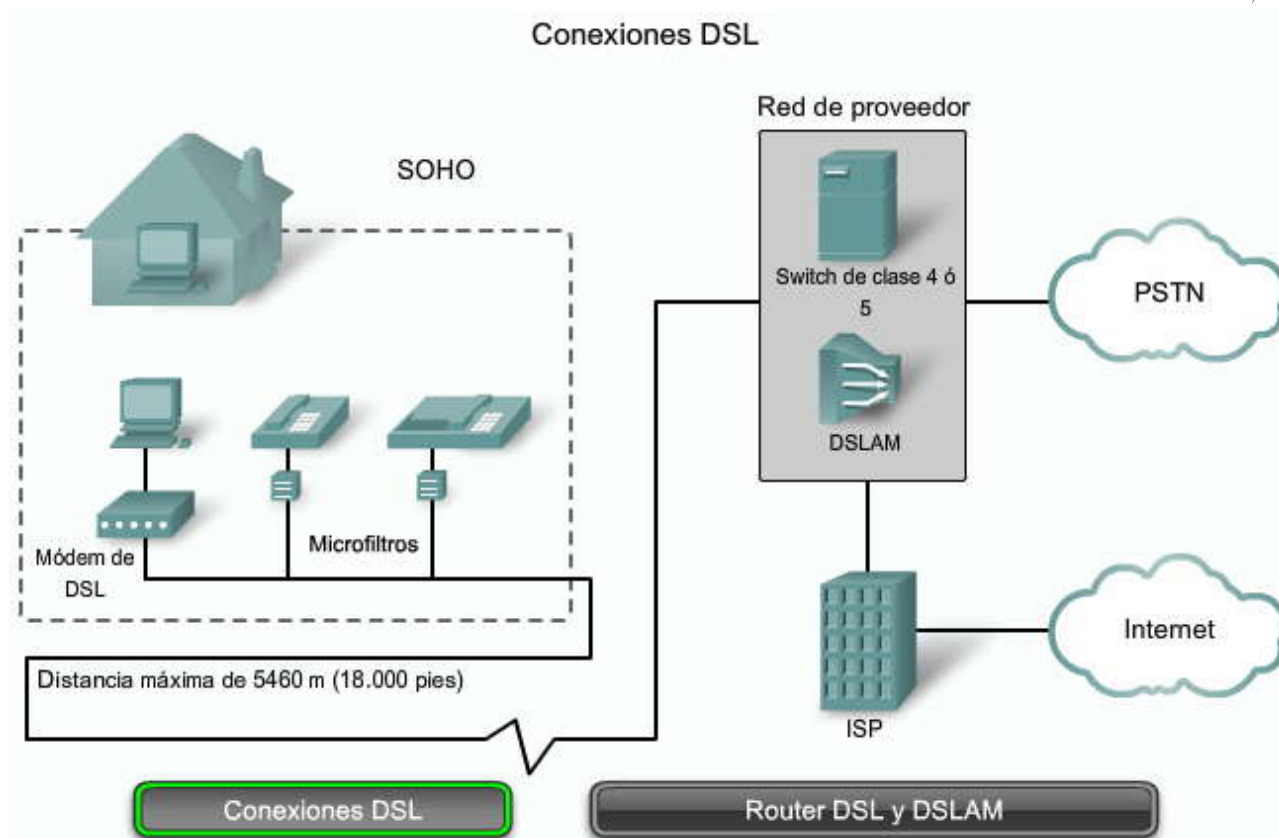 Conexiones DSL
Red de proveedor
SOHO
Switch de clase 4 ó
5
PSTN
DSLAM
Microfiltros
Módem de
DSL
Internet
Distancia máxima de 5460 m (18.000 pies)
ISP
Conexiones DSL
Router DSL y DSLAM